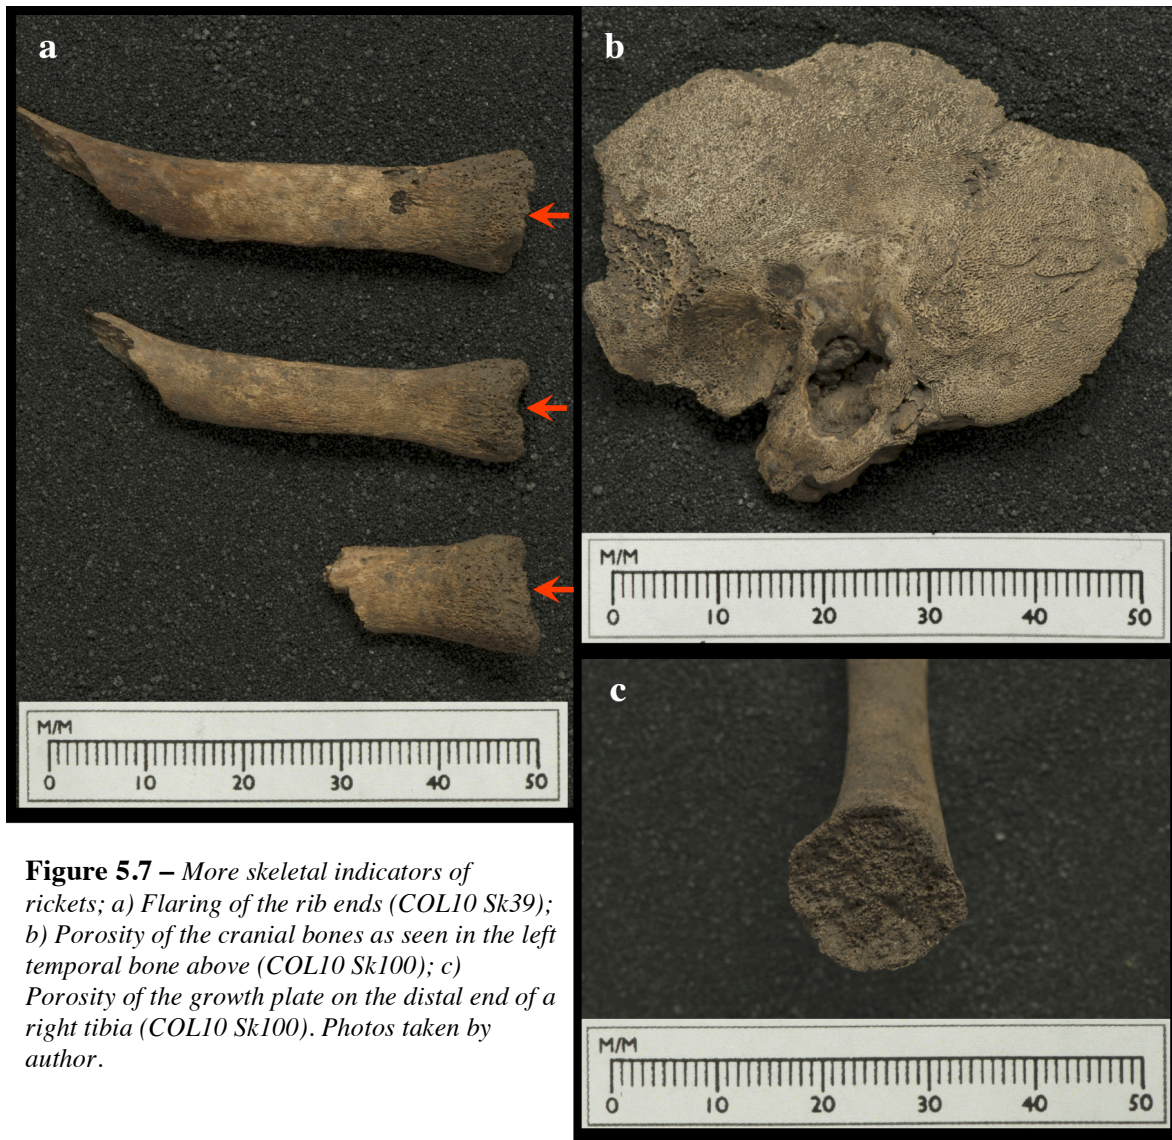 a
M/M
0 10 20 30 40 50
b
M/M
0 10 20 30 40 50
c
M/M
0 10 20 30 40 50
Figure 5.7 – More skeletal indicators of
rickets; a) Flaring of the rib ends (COL10 Sk39);
b) Porosity of the cranial bones as seen in the left
temporal bone above (COL10 Sk100); c)
Porosity of the growth plate on the distal end of a
right tibia (COL10 Sk100). Photos taken by
author.